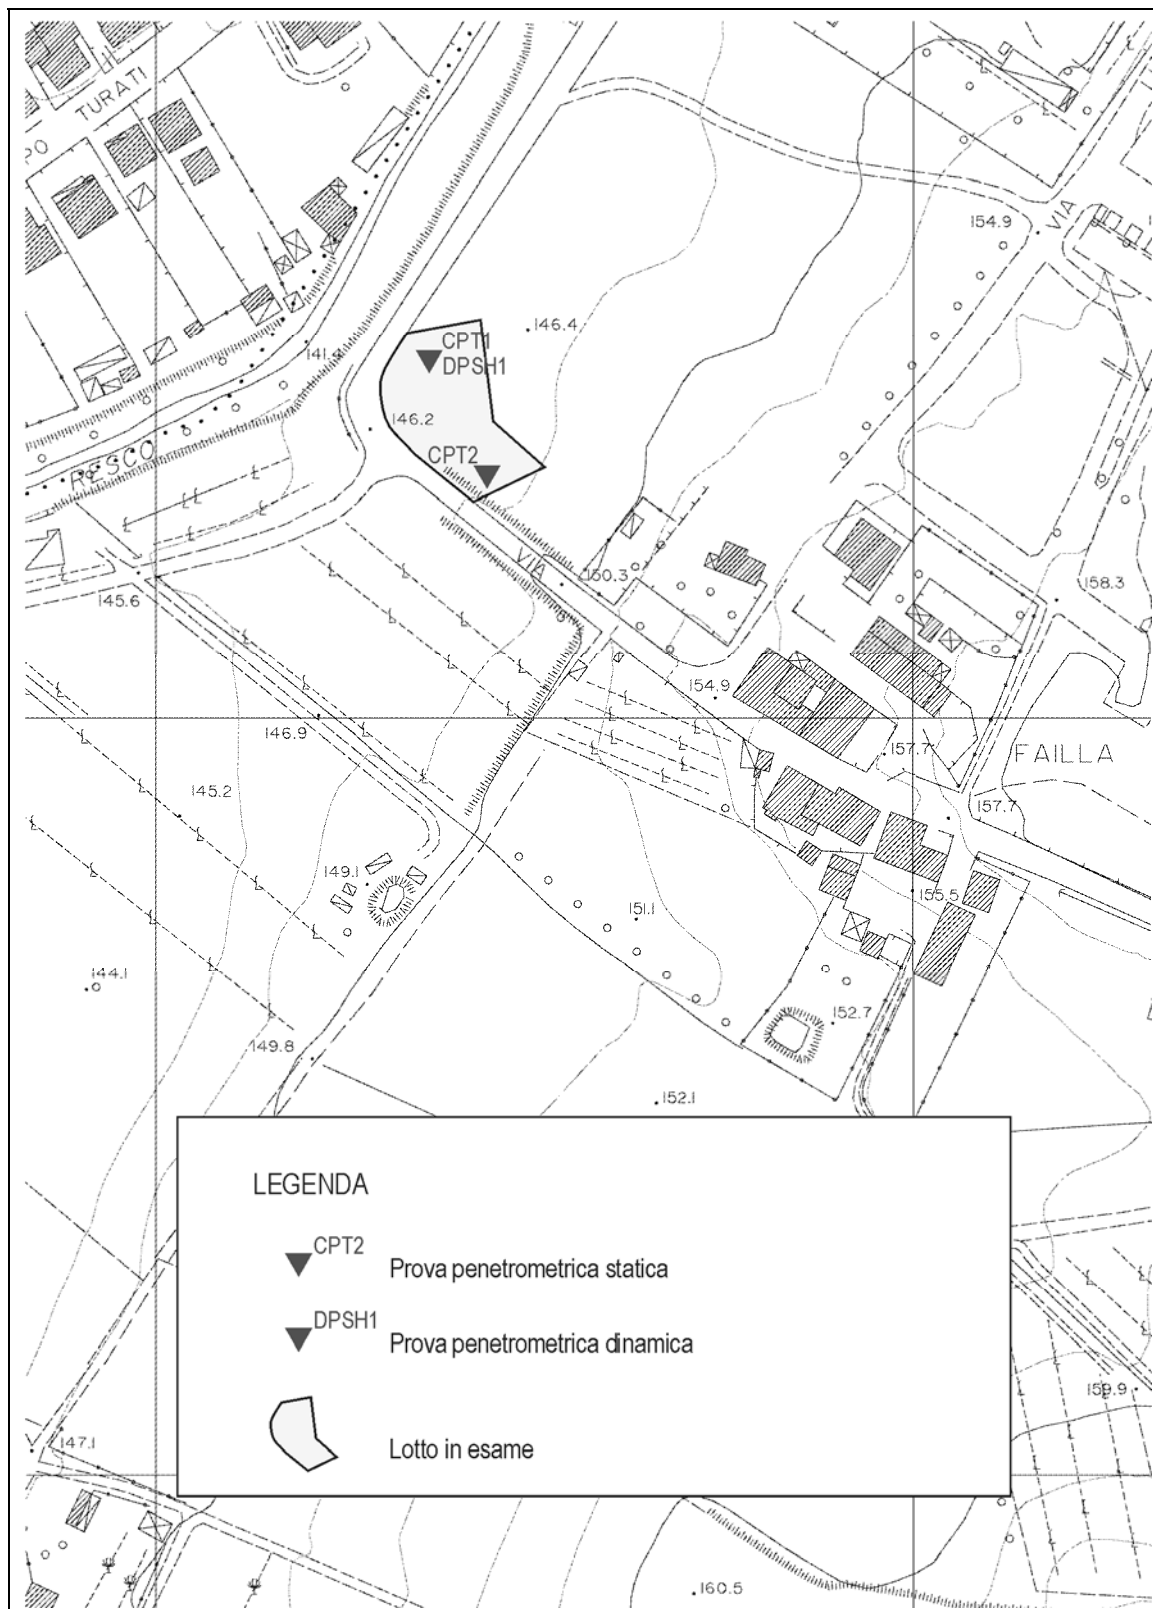 PO TURATI
154.9
VIA
146.4
CPT1
141.4
DPSH1
146.2
CPT2
RESCO
VIA
150.3
158.3
145.6
154.9
146.9
157.7
FAILLA
145.2
157.7
149.1
155.5
151.1
144.1
152.7
149.8
152.1
LEGENDA
CPT2
Prova penetrometrica statica
DPSH1
Prova penetrometrica dinamica
159.9
Lotto in esame
147.1
160.5